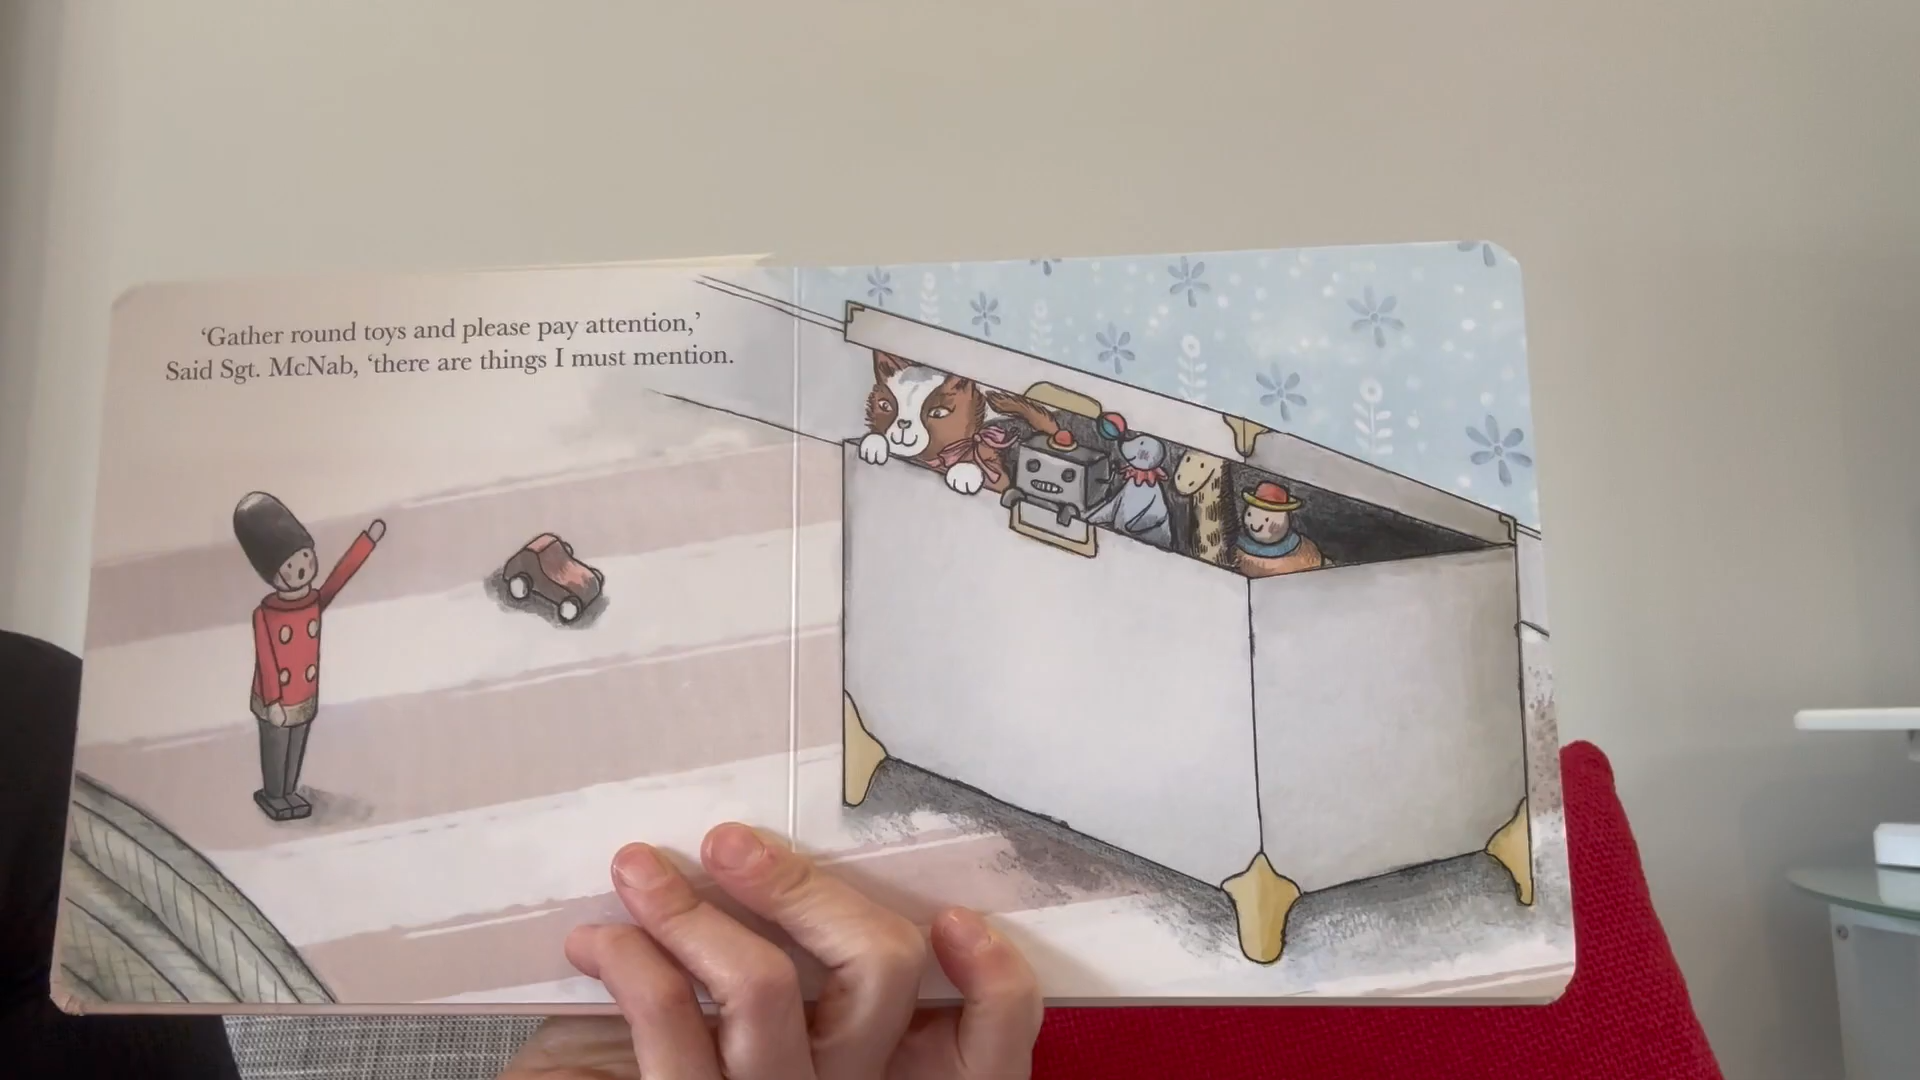 ‘Gather round toys and please pay attention,’
Said Sgt. McNab, ‘there are things I must mention.